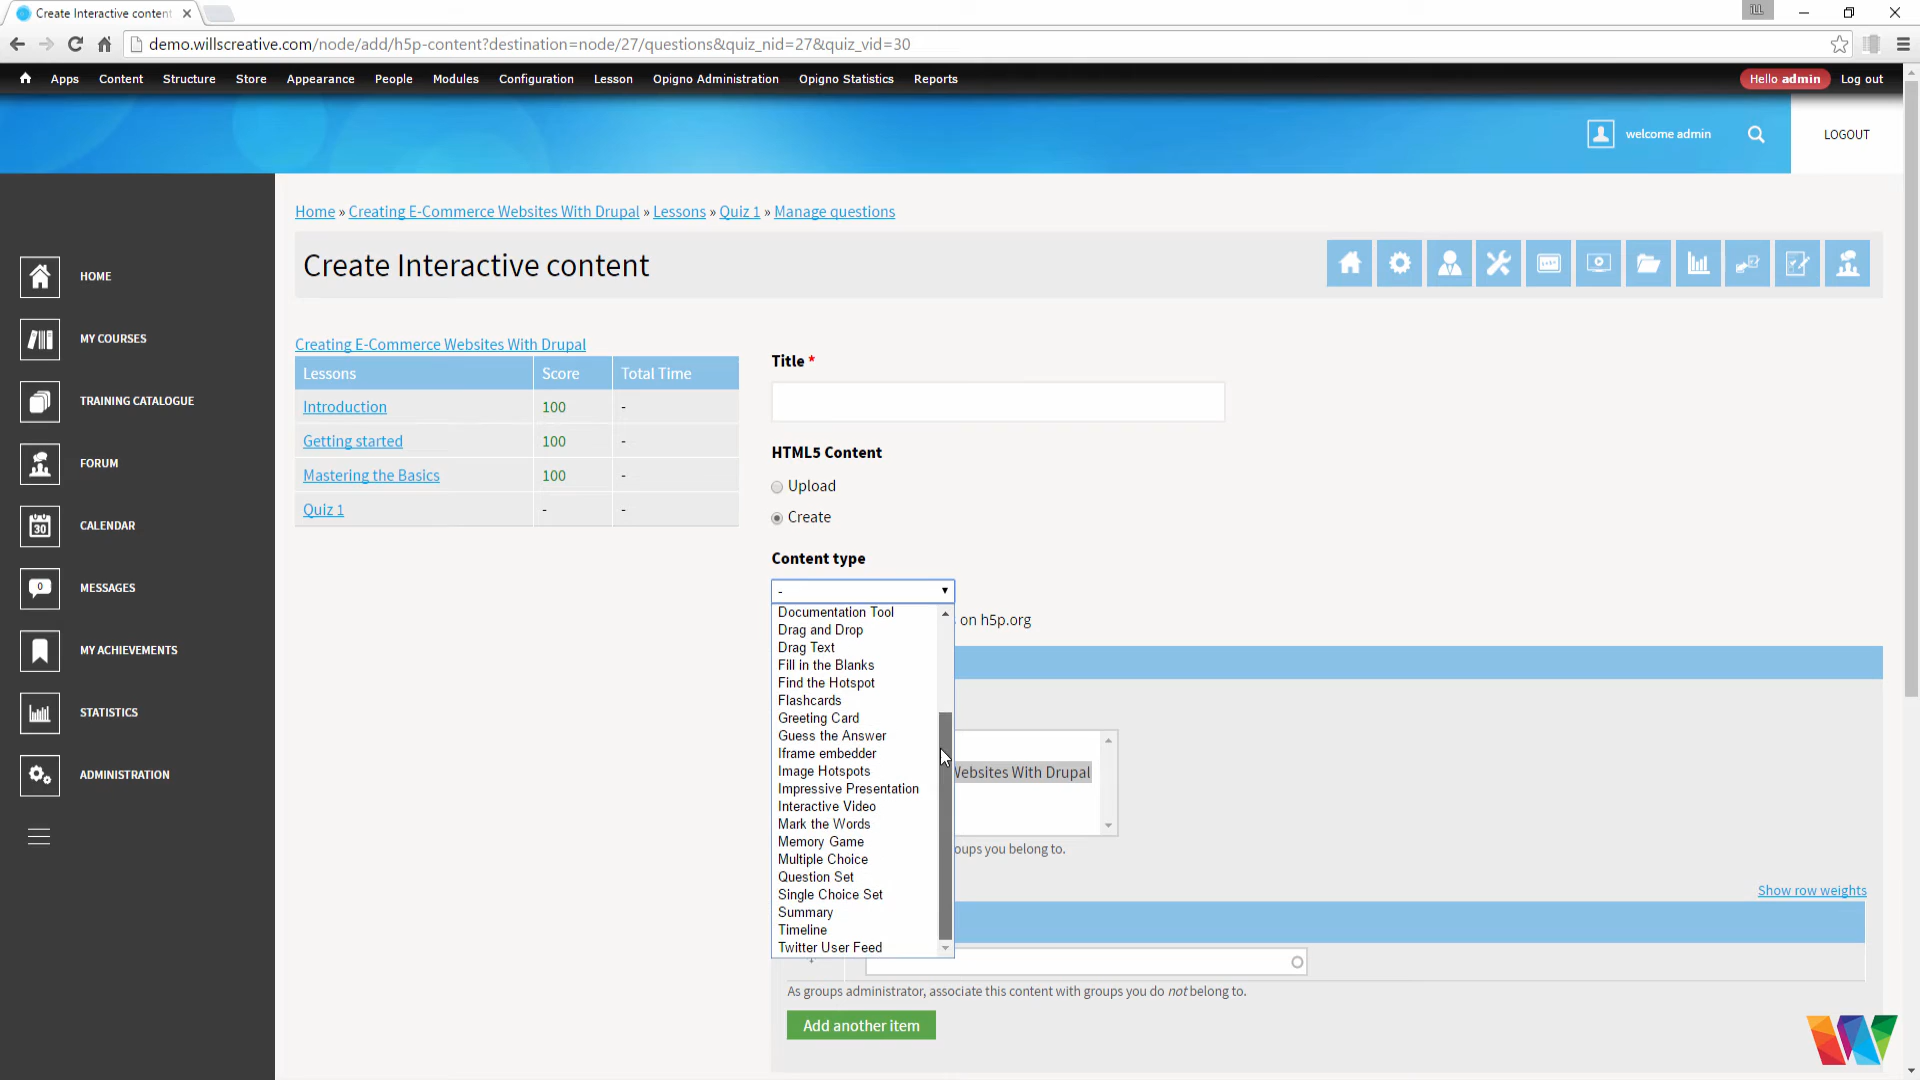 Create Interactive content
iLL
demo.willscreative.com/node/add/h5p-content?destination=node/27/questions&quiz_nid=27&quiz_vid=30
Apps Content Structure Store Appearance People Modules Configuration Lesson Opigno Administration Opigno Statistics Reports Hello admin Log out
welcome admin LOGOUT
Home » Creating E-Commerce Websites With Drupal » Lessons » Quiz 1 » Manage questions
Create Interactive content
HOME
MY COURSES
TRAINING CATALOGUE
FORUM
30 CALENDAR
0 MESSAGES
MY ACHIEVEMENTS
STATISTICS
ADMINISTRATION
Creating E-Commerce Websites With Drupal
Lessons Score Total Time
Introduction 100 -
Getting started 100 -
Mastering the Basics 100 -
Quiz 1 - -
Title *
HTML5 Content
Upload
Create
Content type
-
Documentation Tool
Drag and Drop
Drag Text
Fill in the Blanks
Find the Hotspot
Flashcards
Greeting Card
Guess the Answer
Iframe embedder
Image Hotspots
Impressive Presentation
Interactive Video
Mark the Words
Memory Game
Multiple Choice
Question Set
Single Choice Set
Summary
Timeline
Twitter User Feed
on h5p.org
Websites With Drupal
oups you belong to.
Show row weights
As groups administrator, associate this content with groups you do not belong to.
Add another item